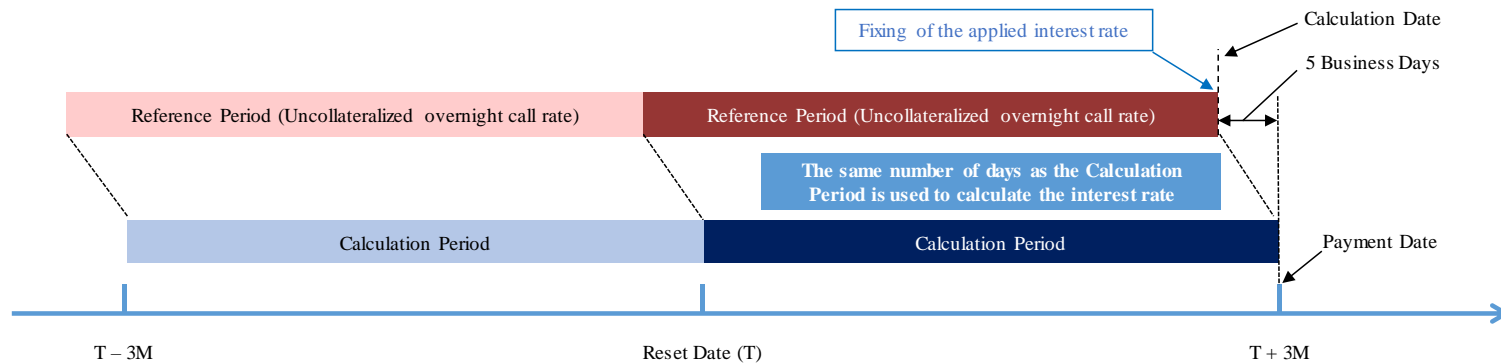 Calculation Date
Fixing of the applied interest rate
5 Business Days
Reference Period (Uncollateralized overnight call rate)
Reference Period (Uncollateralized overnight call rate)
The same number of days as the Calculation
Period is used to calculate the interest rate
Calculation Period
Calculation Period
Payment Date
T – 3M
Reset Date (T)
T + 3M